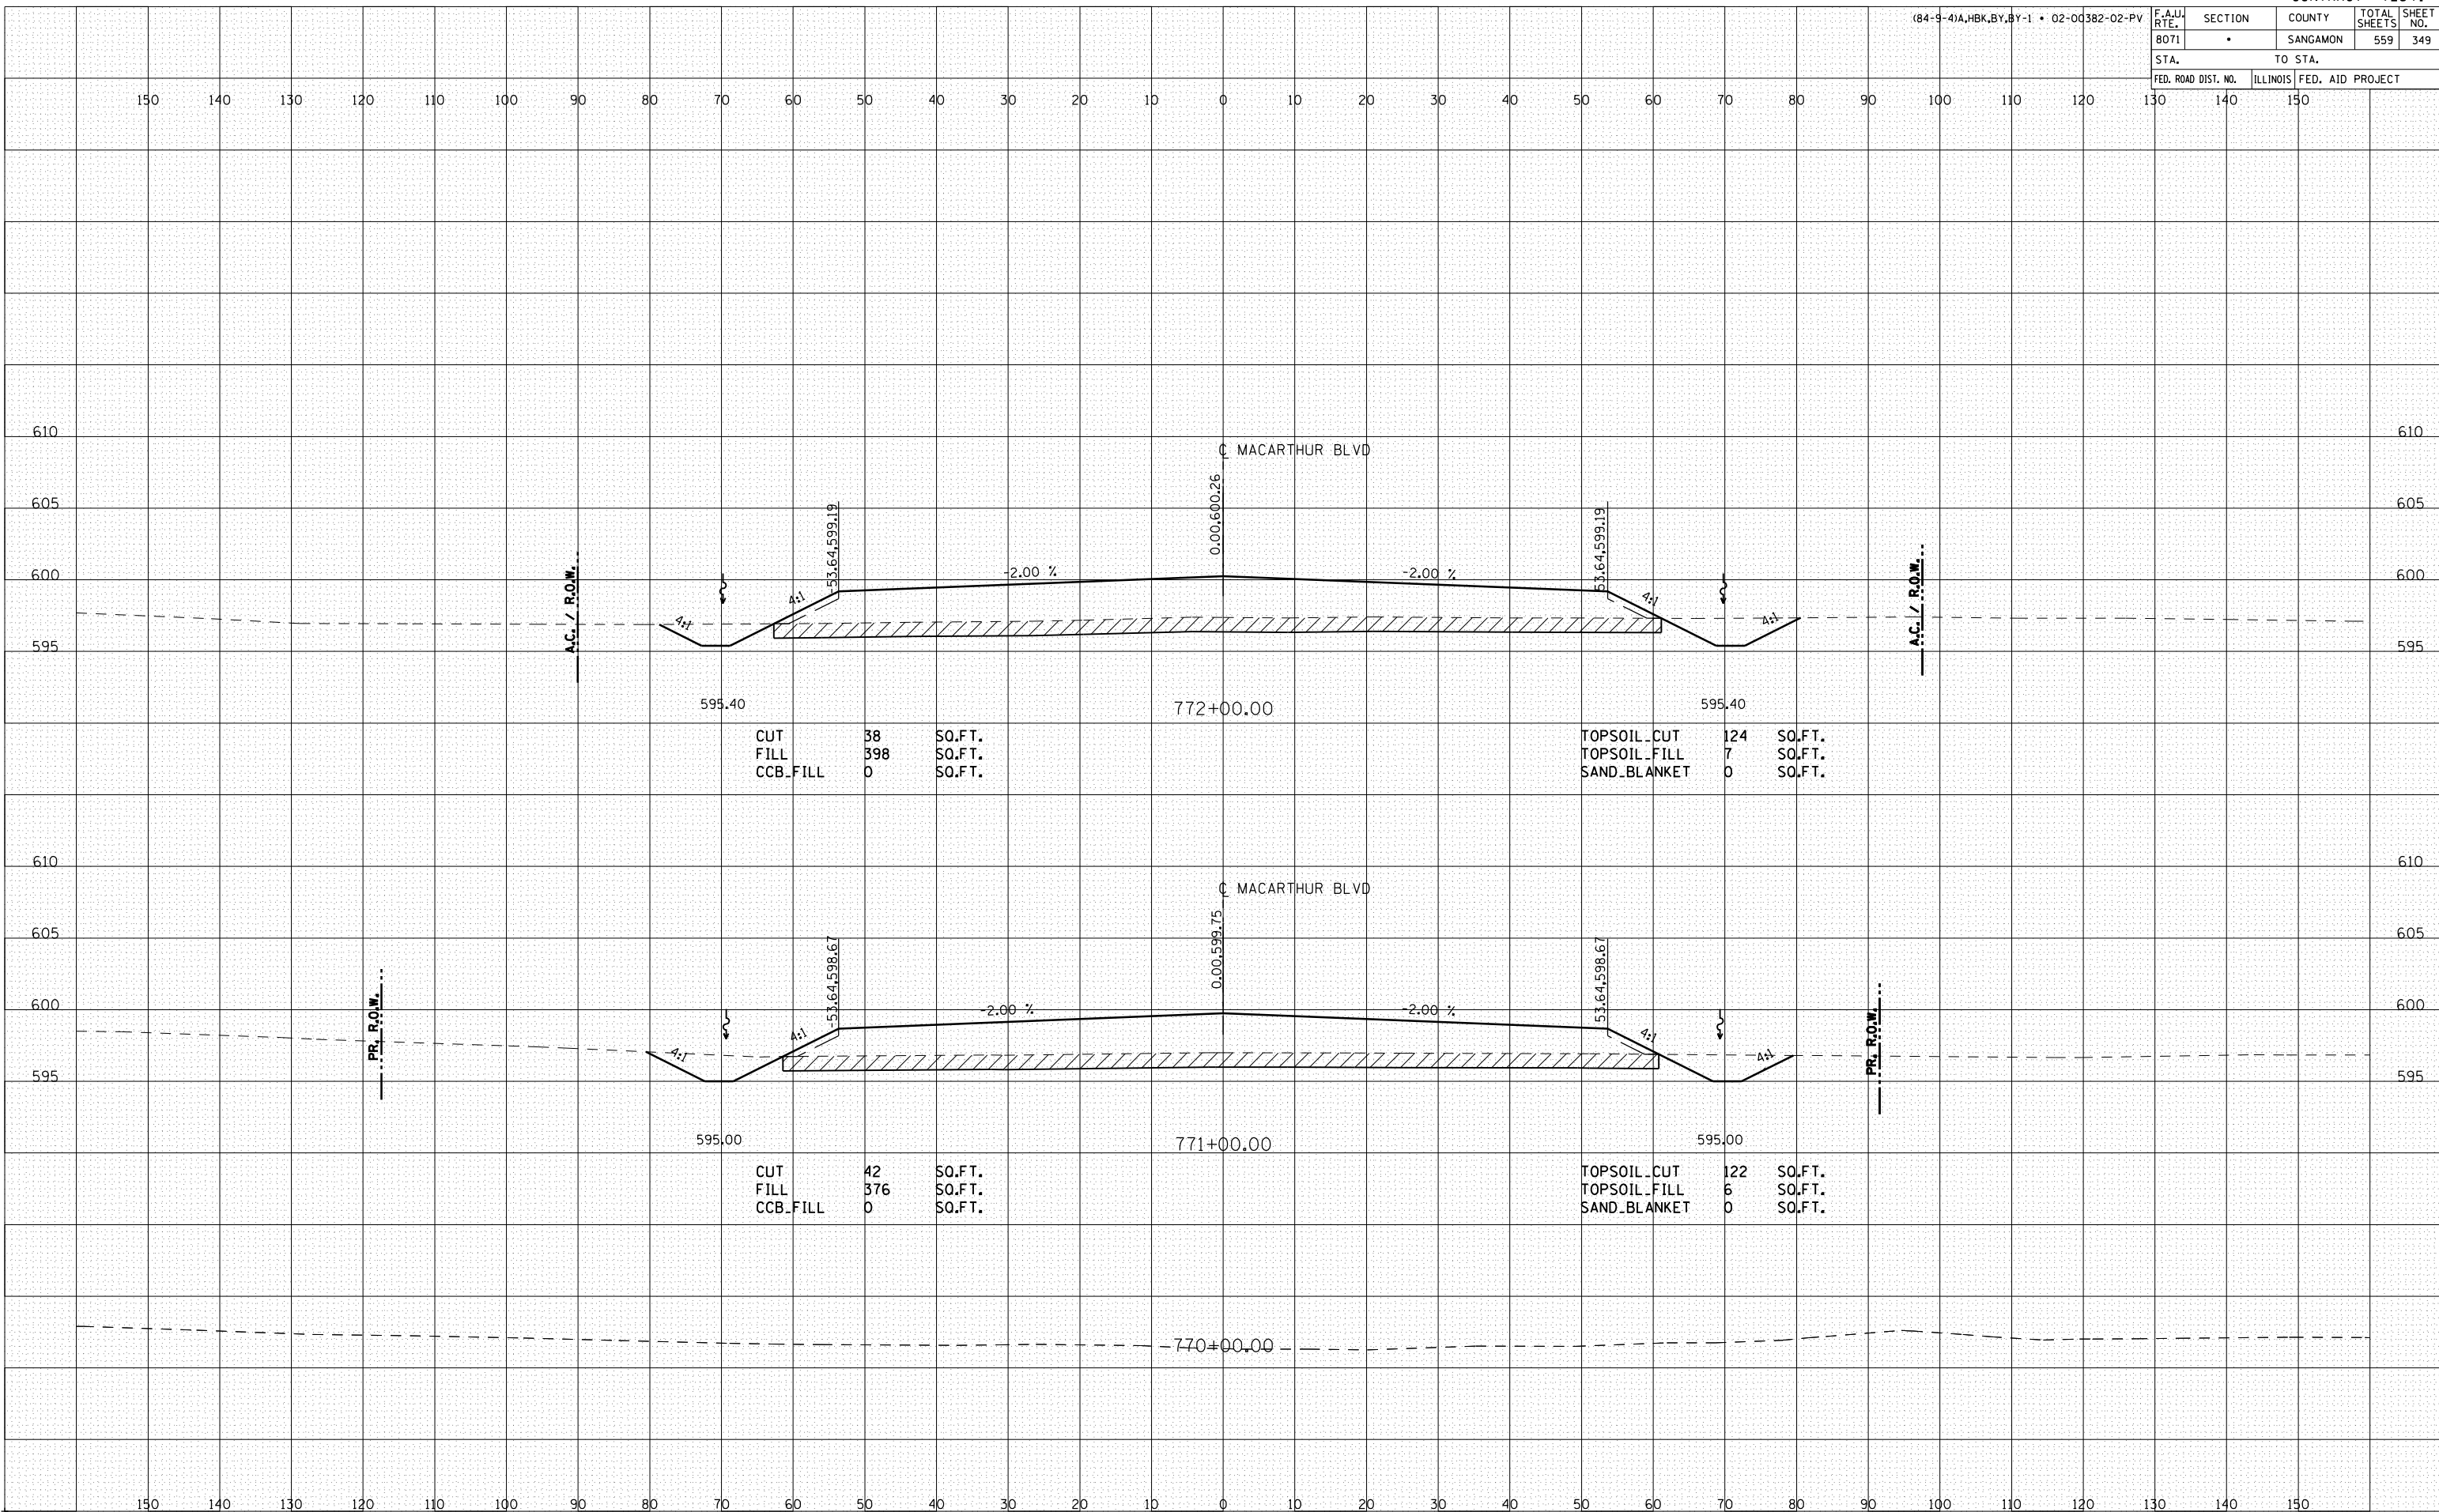 (84-9-4)A,HBK,BY,BY-1 • 02-00382-02-PV
F.A.U. RTE. SECTION COUNTY TOTAL SHEETS SHEET NO.
8071 • SANGAMON 559 349
STA. TO STA.
FED. ROAD DIST. NO. ILLINOIS FED. AID PROJECT
150 140 130 120 110 100 90 80 70 60 50 40 30 20 10 0 10 20 30 40 50 60 70 80 90 100 110 120 130 140 150
610 610
℄ MACARTHUR BLVD
605 605
-53.64,599.19 0.00,600.26 53.64,599.19
600 600
-2.00 % -2.00 %
A.C. / R.O.W. A.C. / R.O.W.
4:1 4:1 4:1 4:1
595 595
595.40 772+00.00 595.40
CUT 38 SQ.FT. TOPSOIL_CUT 124 SQ.FT.
FILL 398 SQ.FT. TOPSOIL_FILL 7 SQ.FT.
CCB_FILL 0 SQ.FT. SAND_BLANKET 0 SQ.FT.
610 610
℄ MACARTHUR BLVD
605 605
-53.64,598.67 0.00,599.75 53.64,598.67
600 600
-2.00 % -2.00 %
PR. R.O.W. PR. R.O.W.
4:1 4:1 4:1 4:1
595 595
595.00 771+00.00 595.00
CUT 42 SQ.FT. TOPSOIL_CUT 122 SQ.FT.
FILL 376 SQ.FT. TOPSOIL_FILL 6 SQ.FT.
CCB_FILL 0 SQ.FT. SAND_BLANKET 0 SQ.FT.
770+00.00
150 140 130 120 110 100 90 80 70 60 50 40 30 20 10 0 10 20 30 40 50 60 70 80 90 100 110 120 130 140 150